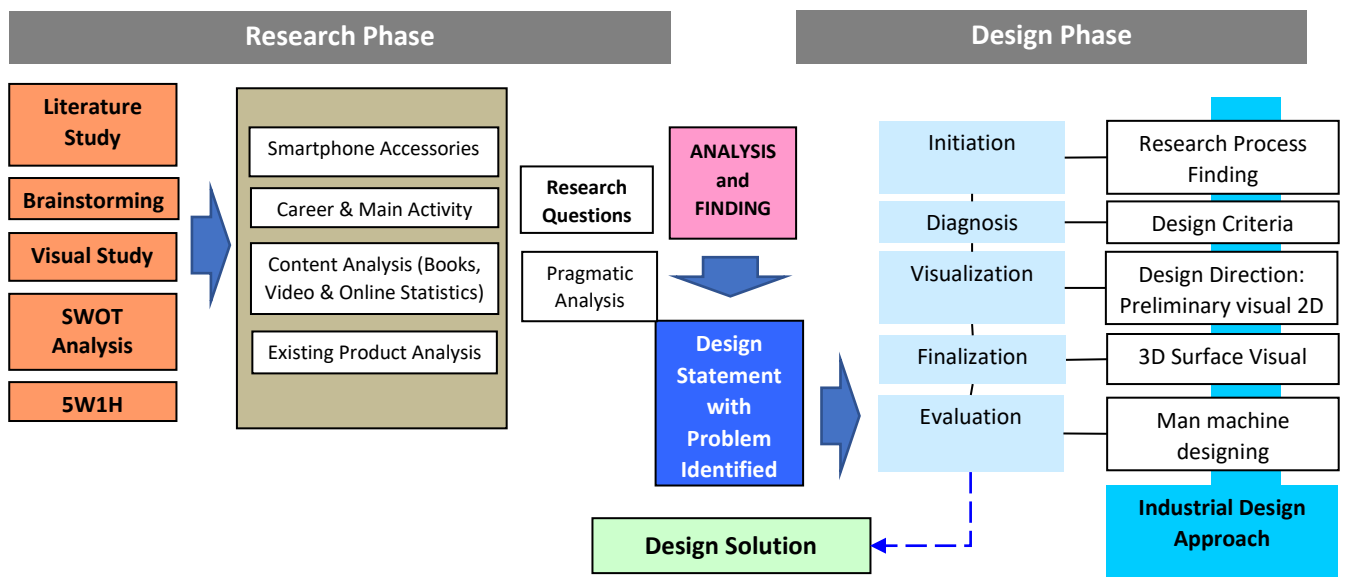 Research Phase
Design Phase
Literature
Study
Brainstorming
Visual Study
SWOT
Analysis
5W1H
Smartphone Accessories
Career & Main Activity
Content Analysis (Books,
Video & Online Statistics)
Existing Product Analysis
Research
Questions
Pragmatic
Analysis
ANALYSIS
and
FINDING
Design
Statement
with
Problem
Identified
Initiation
Diagnosis
Visualization
Finalization
Evaluation
Research Process
Finding
Design Criteria
Design Direction:
Preliminary visual 2D
3D Surface Visual
Man machine
designing
Industrial Design
Approach
Design Solution